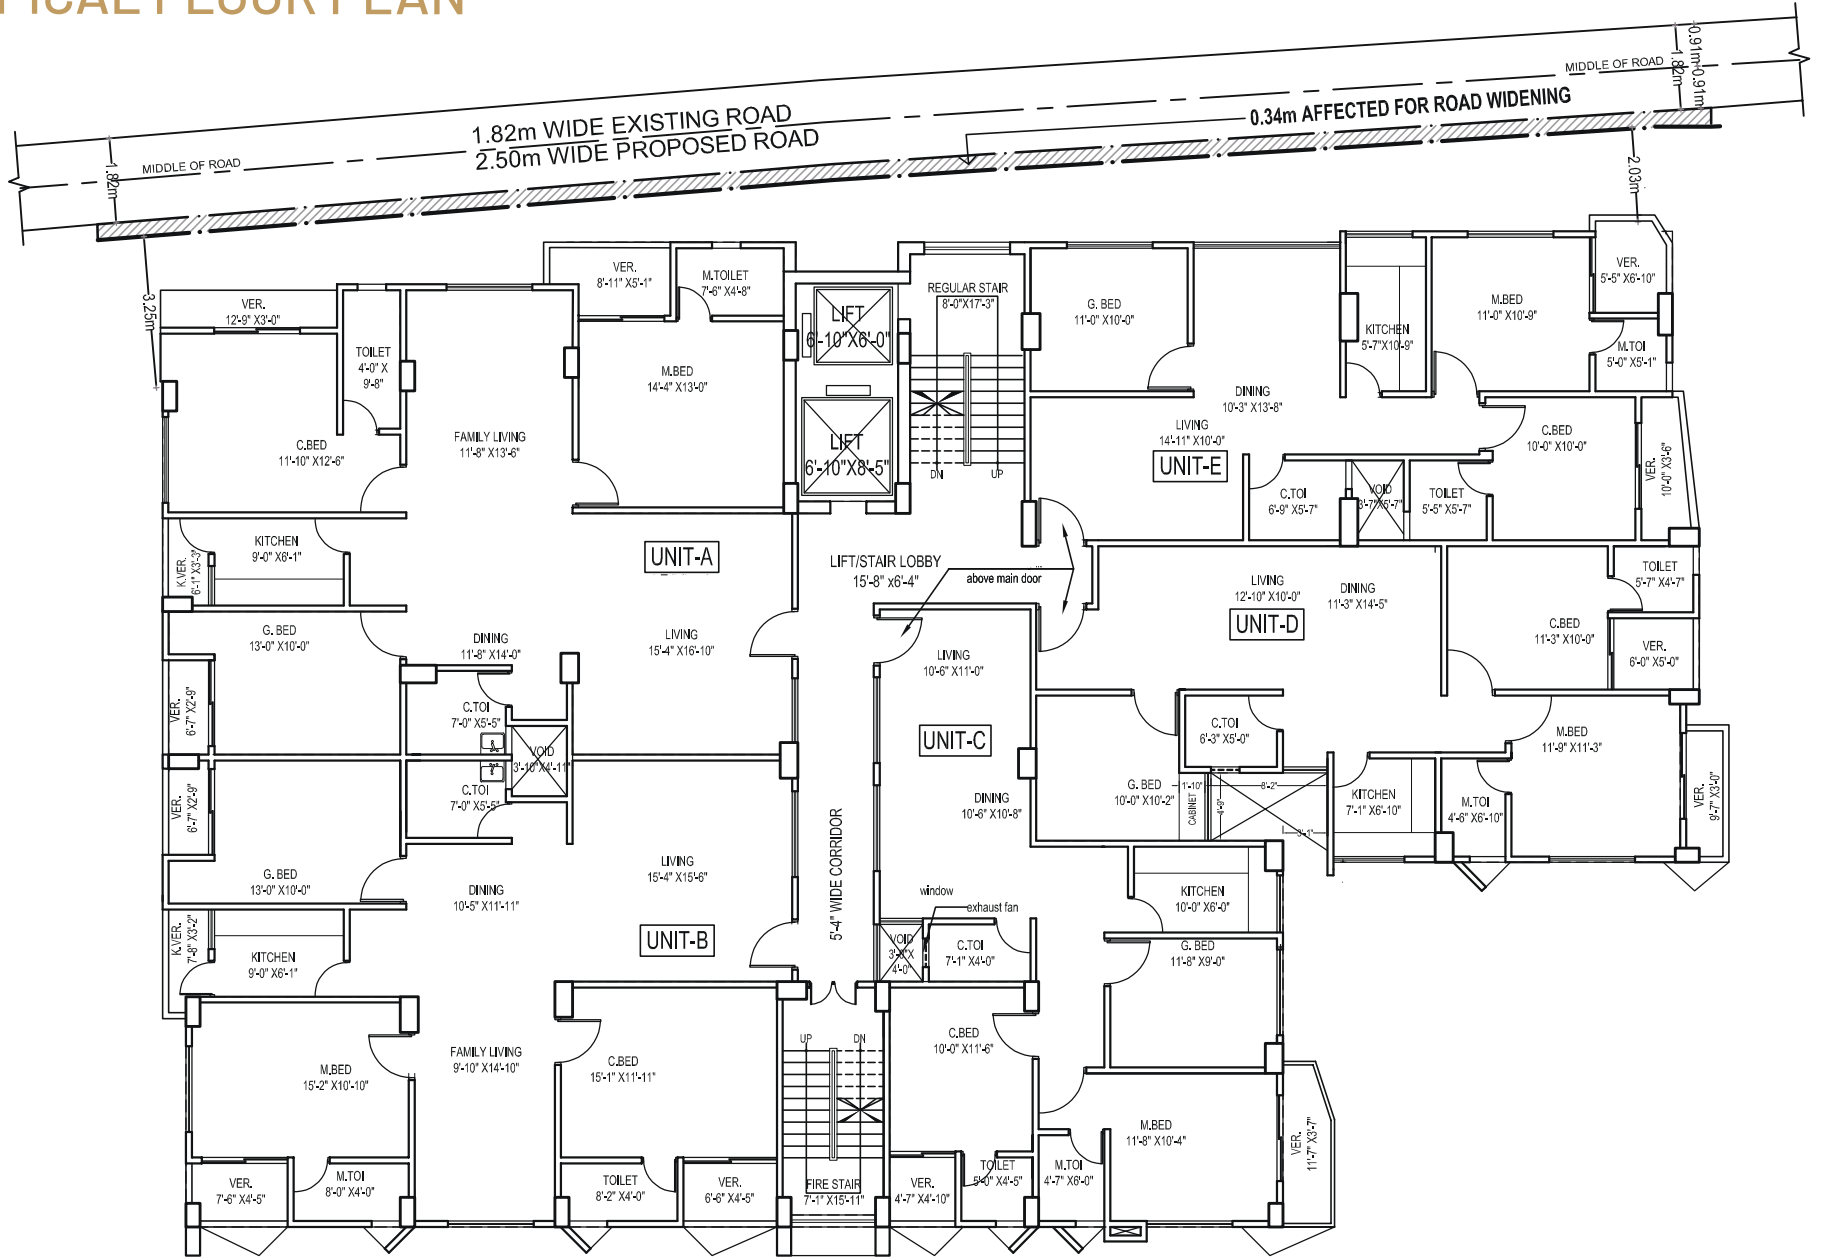 PICAL FLOOR PLAN
1.82m WIDE EXISTING ROAD
2.50m WIDE PROPOSED ROAD
MIDDLE OF ROAD
MIDDLE OF ROAD
0.34m AFFECTED FOR ROAD WIDENING
0.91m+0.91m
1.82m
1.82m
2.03m
3.25m
VER.
12'-9" X3'-0"
TOILET
4'-0" X
9'-8"
C.BED
11'-10" X12'-6"
FAMILY LIVING
11'-8" X13'-6"
VER.
8'-11" X5'-1"
M.TOILET
7'-6" X4'-8"
M.BED
14'-4" X13'-0"
KITCHEN
9'-0" X6'-1"
K.VER.
6'-1" X3'-3"
UNIT-A
G. BED
13'-0" X10'-0"
DINING
11'-8" X14'-0"
LIVING
15'-4" X16'-10"
VER.
6'-7" X2'-9"
C.TOI
7'-0" X5'-5"
VOID
3'-10"X4'-11"
LIFT
6'-10"X6'-0"
LIFT
6'-10"X8'-5"
REGULAR STAIR
8'-0"X17'-3"
DN
UP
LIFT/STAIR LOBBY
15'-8" x6'-4"
above main door
G. BED
11'-0" X10'-0"
DINING
10'-3" X13'-8"
LIVING
14'-11" X10'-0"
UNIT-E
KITCHEN
5'-7"X10'-9"
M.BED
11'-0" X10'-9"
VER.
5'-5" X6'-10"
M.TOI
5'-0" X5'-1"
C.BED
10'-0" X10'-0"
VER.
10'-0" X3'-6"
C.TOI
6'-9" X5'-7"
VOID
3'-7"X5'-7"
TOILET
5'-5" X5'-7"
LIVING
12'-10" X10'-0"
DINING
11'-3" X14'-5"
UNIT-D
TOILET
5'-7" X4'-7"
C.BED
11'-3" X10'-0"
VER.
6'-0" X5'-0"
C.TOI
6'-3" X5'-0"
M.BED
11'-9" X11'-3"
VER.
9'-7" X3'-0"
G. BED
10'-0" X10'-2"
1'-10"
CABINET
4'-9"
8'-2"
3'-1"
KITCHEN
7'-1" X6'-10"
M.TOI
4'-6" X6'-10"
LIVING
10'-6" X11'-0"
UNIT-C
DINING
10'-6" X10'-8"
window
exhaust fan
VOID
3'-0"X
4'-0"
C.TOI
7'-1" X4'-0"
KITCHEN
10'-0" X6'-0"
G. BED
11'-8" X9'-0"
C.BED
10'-0" X11'-6"
M.BED
11'-8" X10'-4"
VER.
11'-7" X3'-7"
VER.
4'-7" X4'-10"
TOILET
5'-0" X4'-5"
M.TOI
4'-7" X6'-0"
5'-4" WIDE CORRIDOR
VER.
6'-7" X2'-9"
C.TOI
7'-0" X5'-5"
G. BED
13'-0" X10'-0"
LIVING
15'-4" X15'-6"
DINING
10'-5" X11'-11"
UNIT-B
K.VER.
7'-8" X3'-2"
KITCHEN
9'-0" X6'-1"
M.BED
15'-2" X10'-10"
FAMILY LIVING
9'-10" X14'-10"
C.BED
15'-1" X11'-11"
UP
DN
FIRE STAIR
7'-1" X15'-11"
VER.
7'-6" X4'-5"
M.TOI
8'-0" X4'-0"
TOILET
8'-2" X4'-0"
VER.
6'-6" X4'-5"